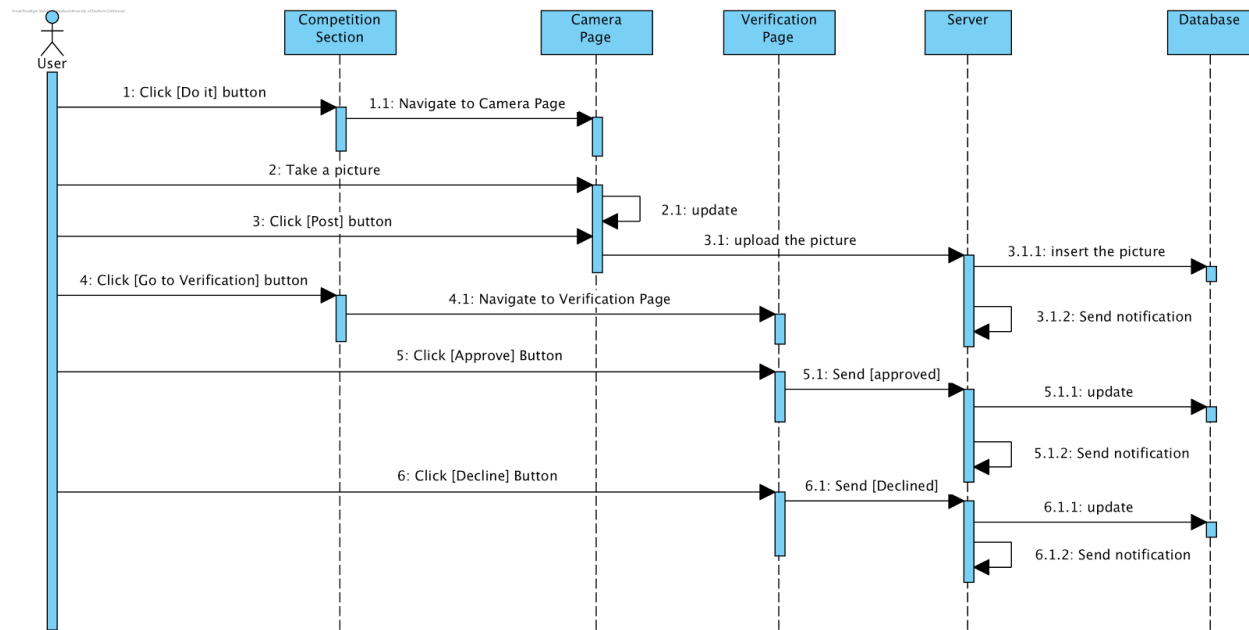 Competition
Section
Camera
Page
Verification
Page
Server
Database
User
1: Click [Do it] button
1.1: Navigate to Camera Page
2: Take a picture
2.1: update
3: Click [Post] button
3.1: upload the picture
3.1.1: insert the picture
4: Click [Go to Verification] button
4.1: Navigate to Verification Page
3.1.2: Send notification
5: Click [Approve] Button
5.1: Send [approved]
5.1.1: update
5.1.2: Send notification
6: Click [Decline] Button
6.1: Send [Declined]
6.1.1: update
6.1.2: Send notification